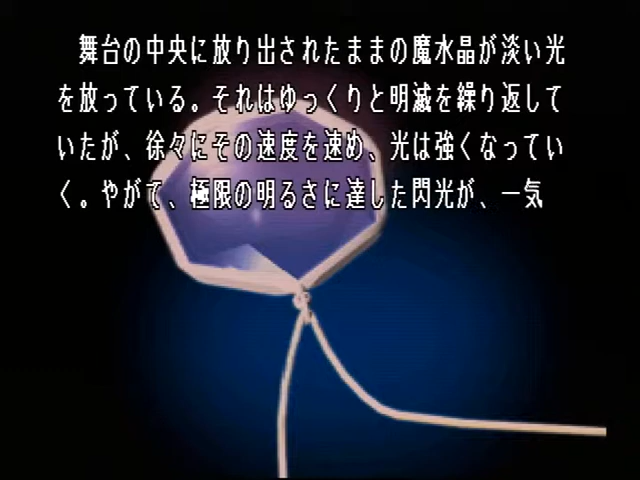 舞台の中央に放り出されたままの魔水晶が淡い光
を放っている。それはゆっくりと明滅を繰り返して
いたが、徐々にその速度を速め、光は強くなってい
く。やがて、極限の明るさに達した閃光が、一気